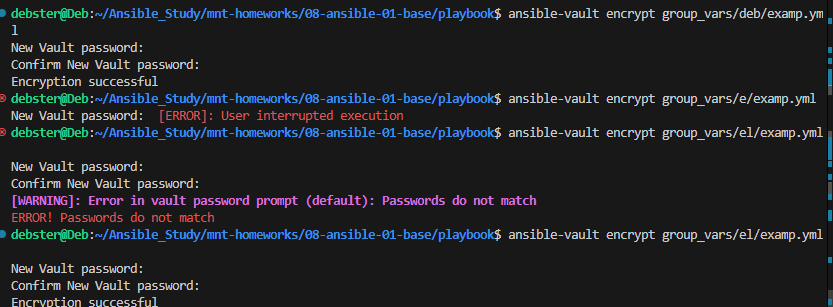 debster@Deb:~/Ansible_Study/mnt-homeworks/08-ansible-01-base/playbook$ ansible-vault encrypt group_vars/deb/examp.ym
l
New Vault password:
Confirm New Vault password:
Encryption successful
debster@Deb:~/Ansible_Study/mnt-homeworks/08-ansible-01-base/playbook$ ansible-vault encrypt group_vars/e/examp.yml
New Vault password:  [ERROR]: User interrupted execution
debster@Deb:~/Ansible_Study/mnt-homeworks/08-ansible-01-base/playbook$ ansible-vault encrypt group_vars/el/examp.yml
New Vault password:
Confirm New Vault password:
[WARNING]: Error in vault password prompt (default): Passwords do not match
ERROR! Passwords do not match
debster@Deb:~/Ansible_Study/mnt-homeworks/08-ansible-01-base/playbook$ ansible-vault encrypt group_vars/el/examp.yml
New Vault password:
Confirm New Vault password:
Encryption successful